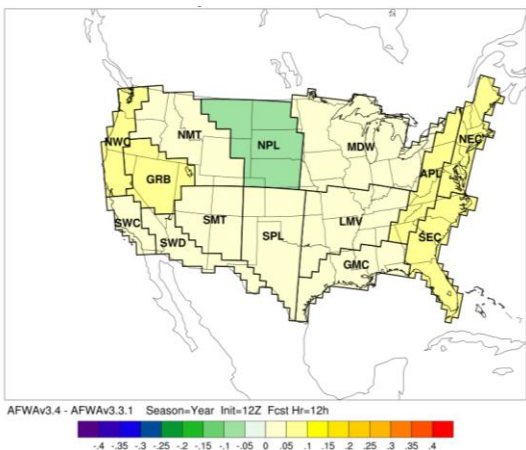 NWC
NMT
NPL
MDW
NEC
GRB
APL
SWC
SWD
SMT
SPL
LMV
SEC
GMC
AFWAv3.4 - AFWAv3.3.1 Season=Year Init=12Z Fcst Hr=12h
-.4 -.35 -.3 -.25 -.2 -.15 -.1 -.05 0 .05 .1 .15 .2 .25 .3 .35 .4